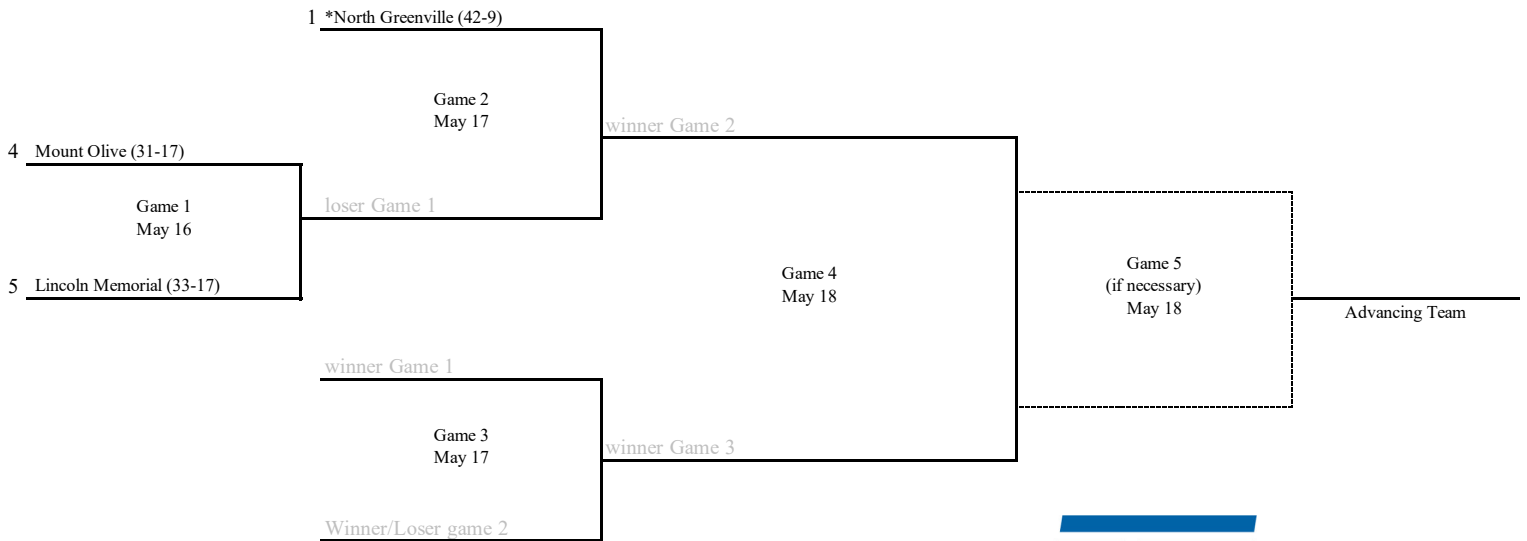 1 *North Greenville (42-9)
Game 2
May 17
winner Game 2
4 Mount Olive (31-17)
Game 1
May 16
loser Game 1
5 Lincoln Memorial (33-17)
Game 4
May 18
Game 5
(if necessary)
May 18
Advancing Team
winner Game 1
Game 3
May 17
winner Game 3
Winner/Loser game 2